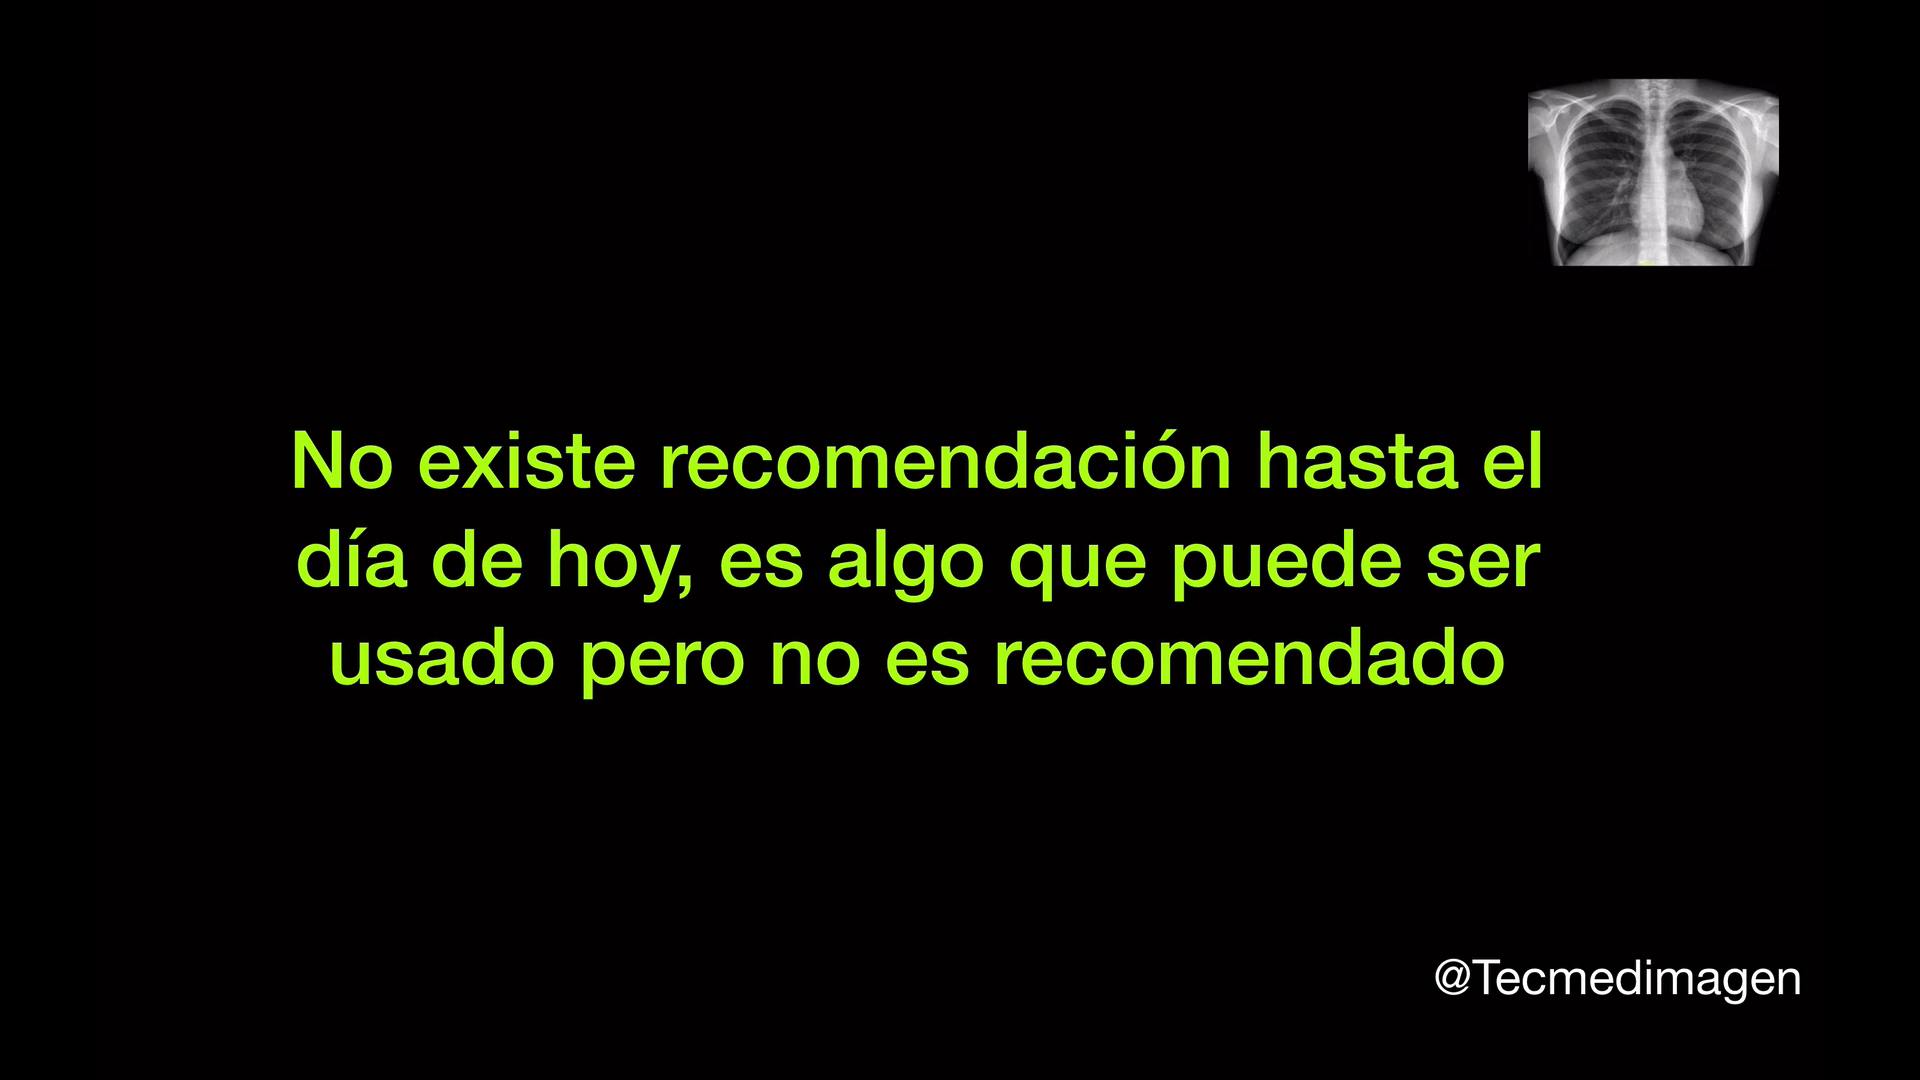 No existe recomendación hasta el
día de hoy, es algo que puede ser
usado pero no es recomendado
@Tecmedimagen